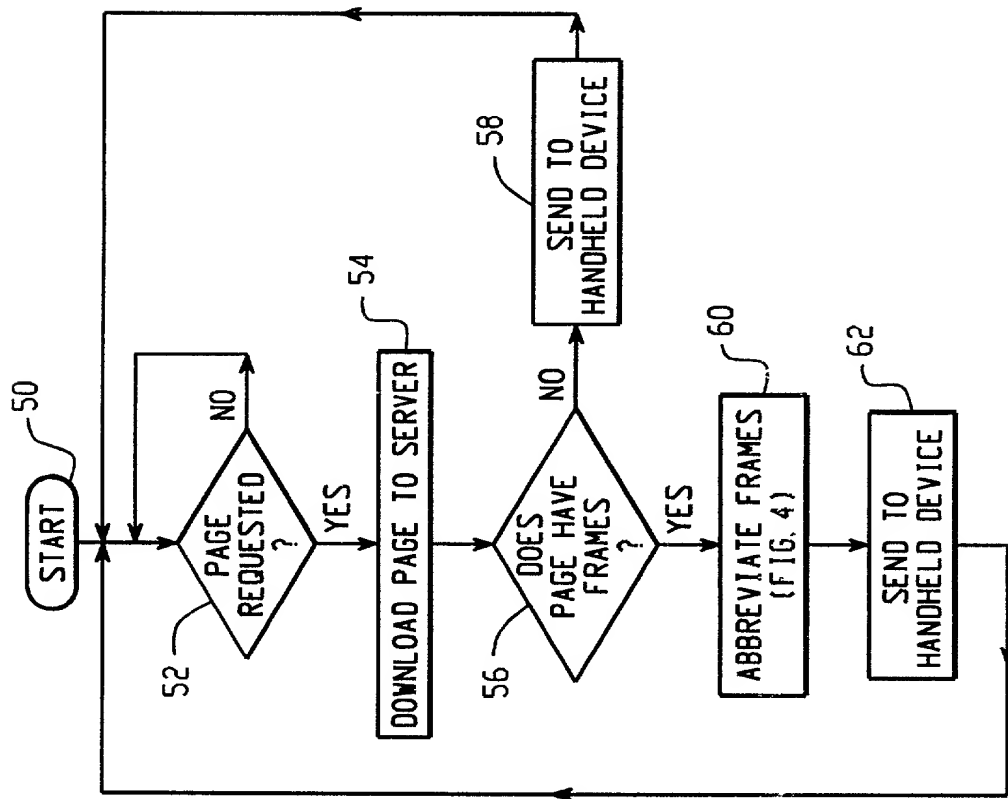 START
50
PAGE
REQUESTED
?
52
NO
YES
DOWNLOAD PAGE TO SERVER
54
DOES
PAGE HAVE
FRAMES
?
56
NO
SEND TO
HANDHELD DEVICE
58
YES
ABBREVIATE FRAMES
(FIG. 4)
60
SEND TO
HANDHELD DEVICE
62